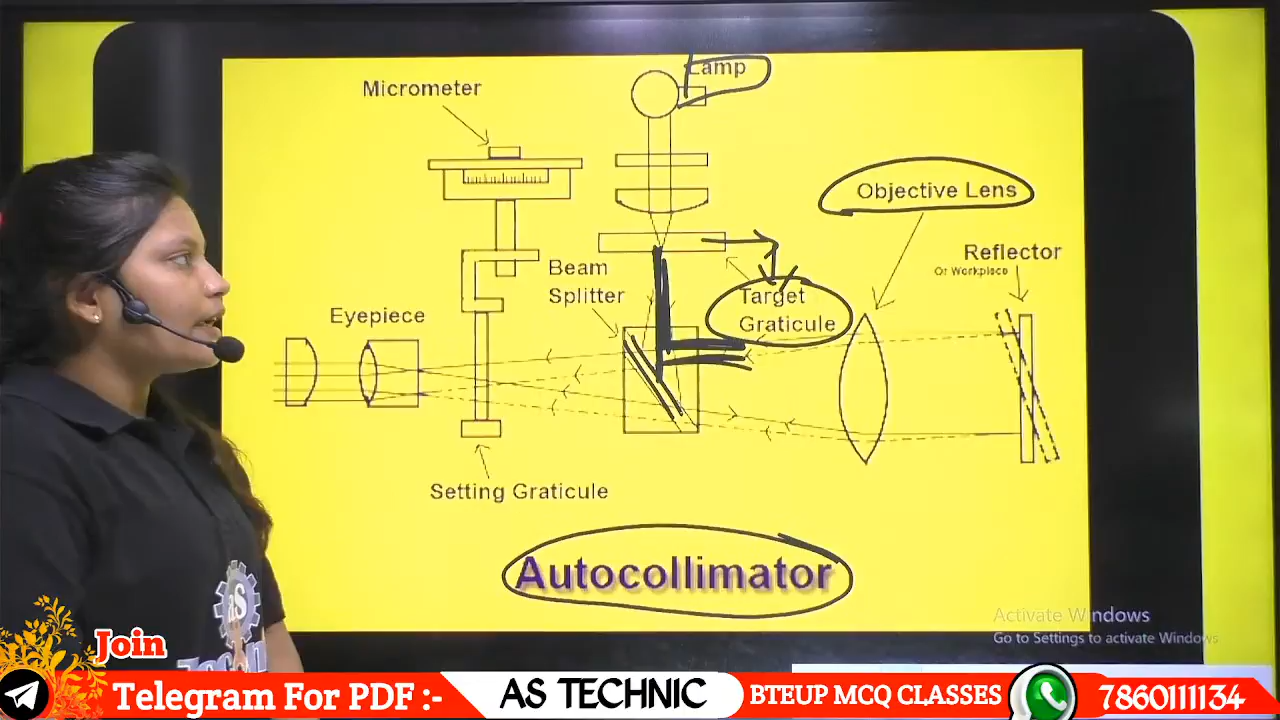 Lamp
Micrometer
Objective Lens
Reflector
Or Workpiece
Beam
Splitter
Target
Graticule
Eyepiece
Setting Graticule
Autocollimator
Activate Windows
Go to Settings to activate Windows
Join
Telegram For PDF :-
AS TECHNIC
BTEUP MCQ CLASSES
7860111134